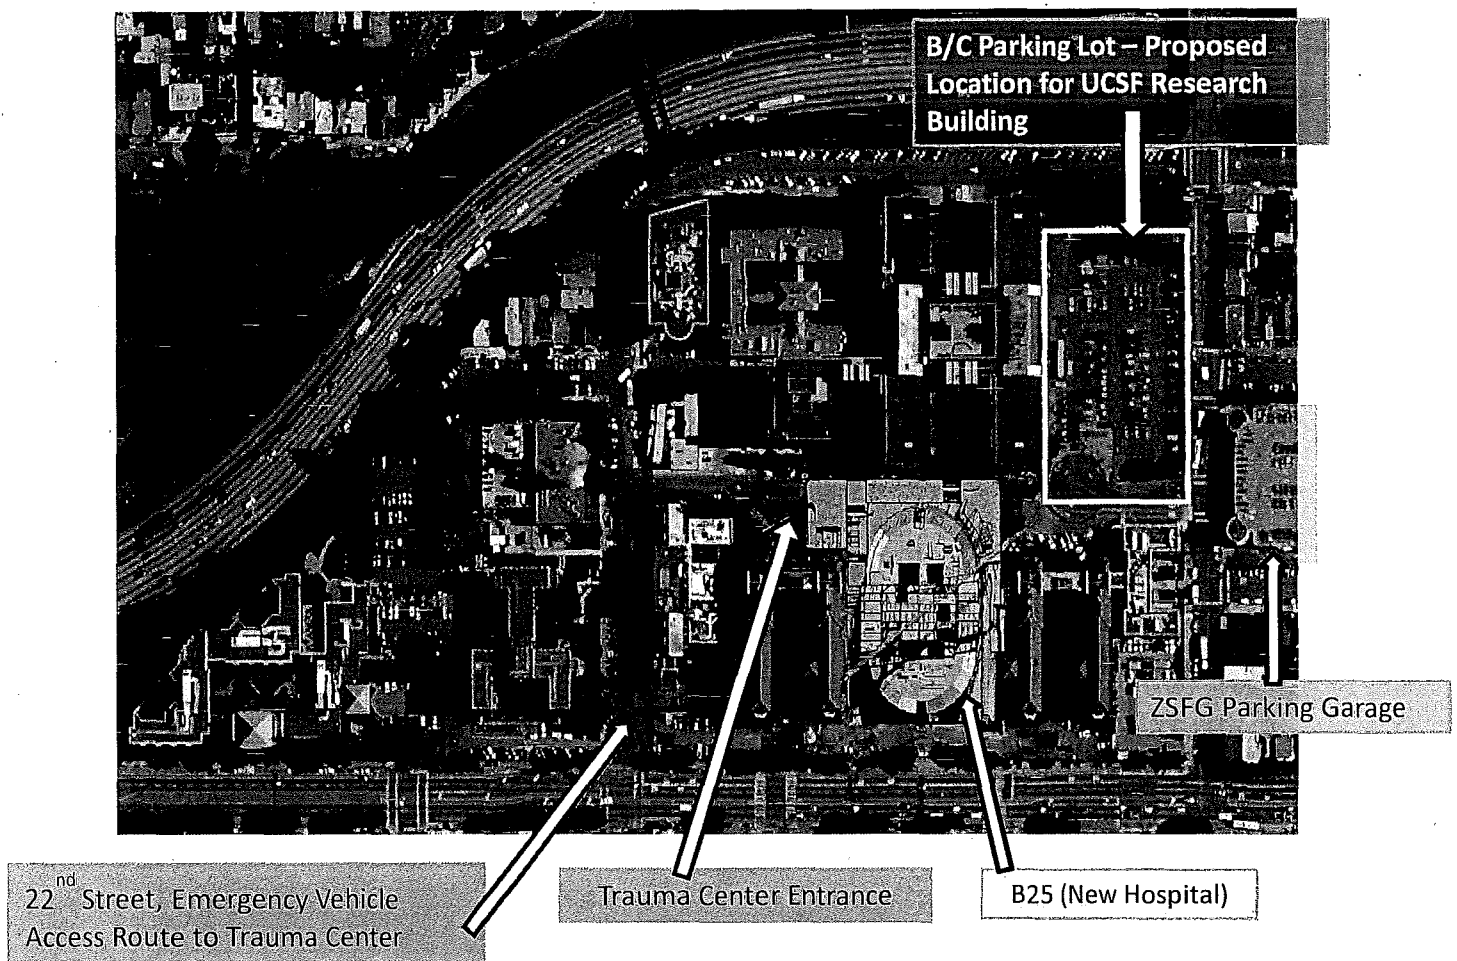 B/C Parking Lot – Proposed
Location for UCSF Research
Building
ZSFG Parking Garage
22nd Street, Emergency Vehicle
Access Route to Trauma Center
Trauma Center Entrance
B25 (New Hospital)